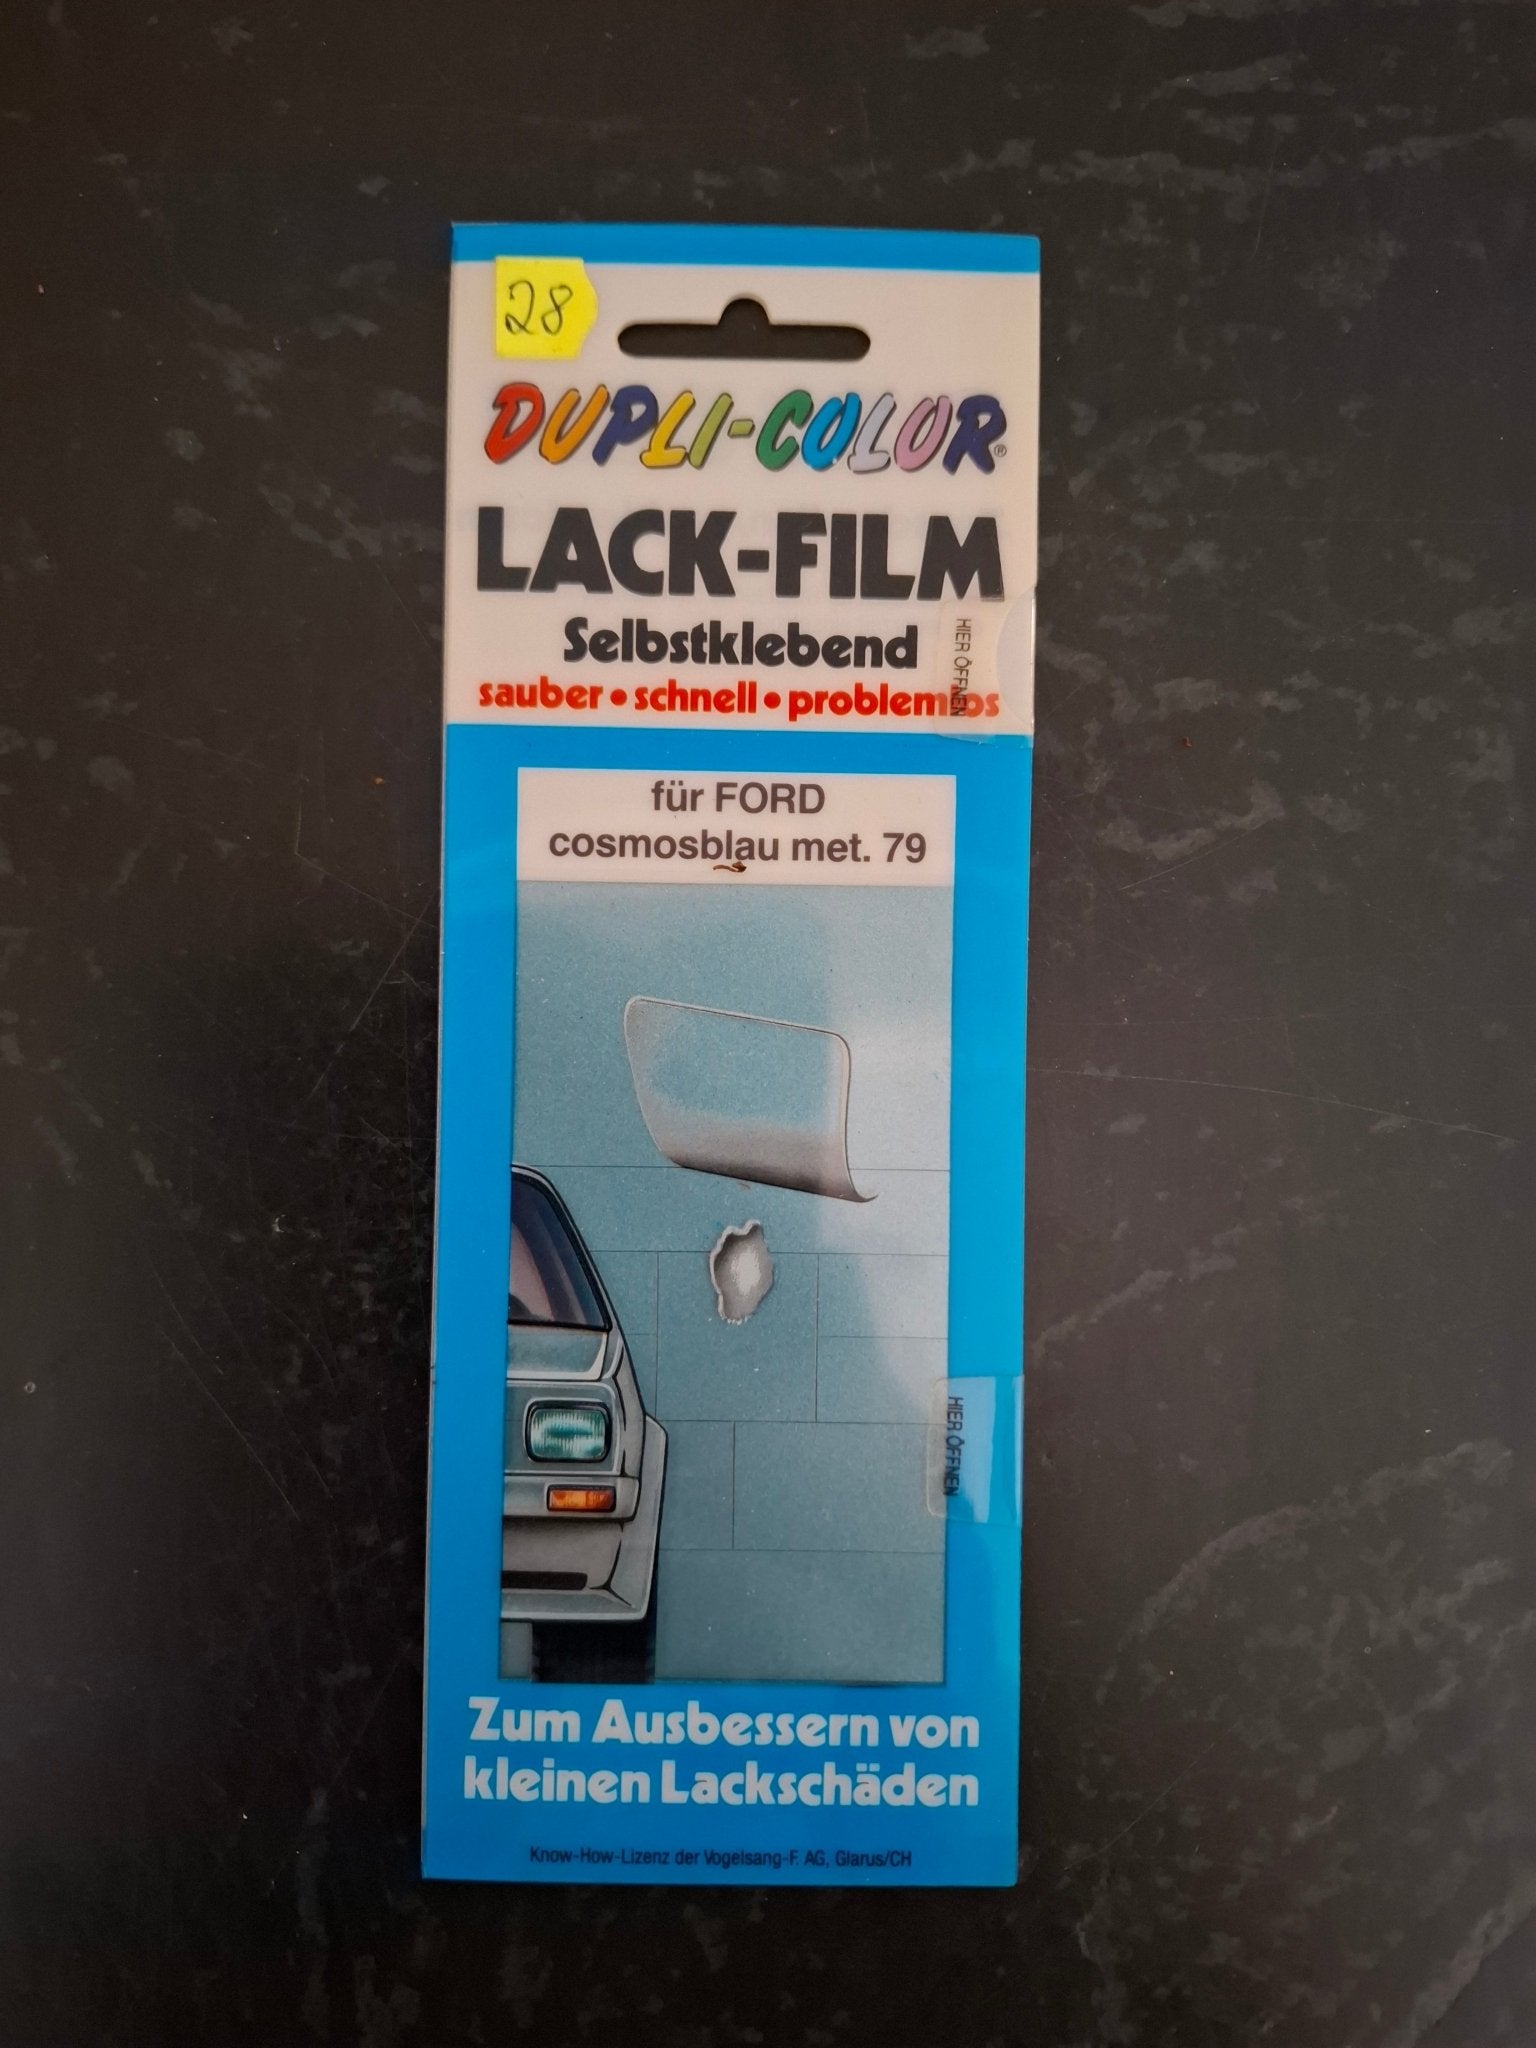 28
DUPLI-COLOR®
LACK-FILM
Selbstklebend
sauber • schnell • problemlos
HIER ÖFFNEN
für FORD
cosmosblau met. 79
HIER ÖFFNEN
Zum Ausbessern von
kleinen Lackschäden
Know-How-Lizenz der Vogelsang-F. AG, Glarus/CH